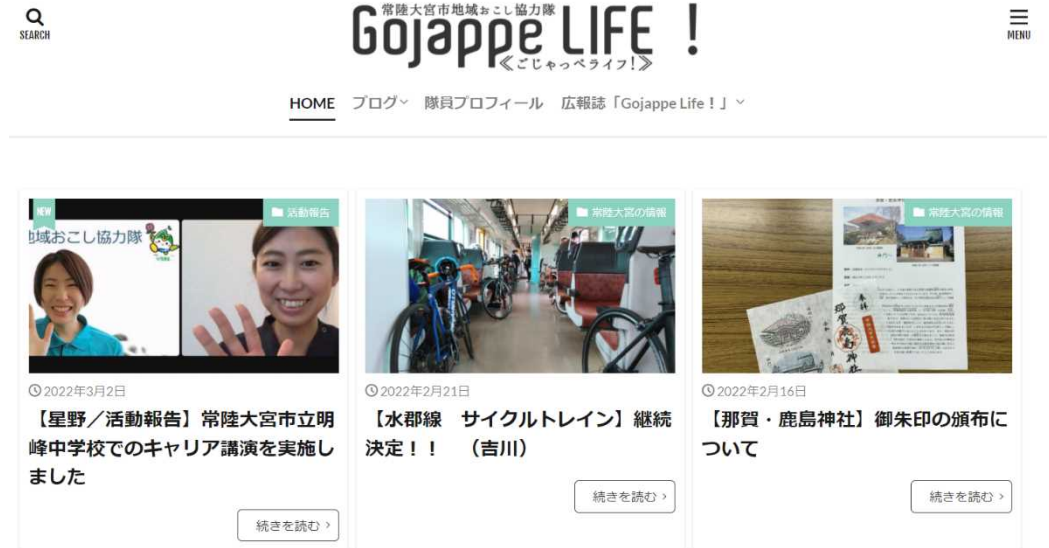 SEARCH
常陸大宮市地域おこし協力隊
Gojappe LIFE !
≪ごじゃっぺライフ!≫
MENU
HOME ブログ 隊員プロフィール 広報誌「Gojappe Life!」
NEW
活動報告
地域おこし協力隊
2022年3月2日
【星野／活動報告】常陸大宮市立明
峰中学校でのキャリア講演を実施し
ました
続きを読む
常陸大宮の情報
2022年2月21日
【水郡線 サイクルトレイン】継続
決定！！ （吉川）
続きを読む
常陸大宮の情報
奉拝
那賀
鹿島神社
2022年2月16日
【那賀・鹿島神社】御朱印の頒布に
ついて
続きを読む